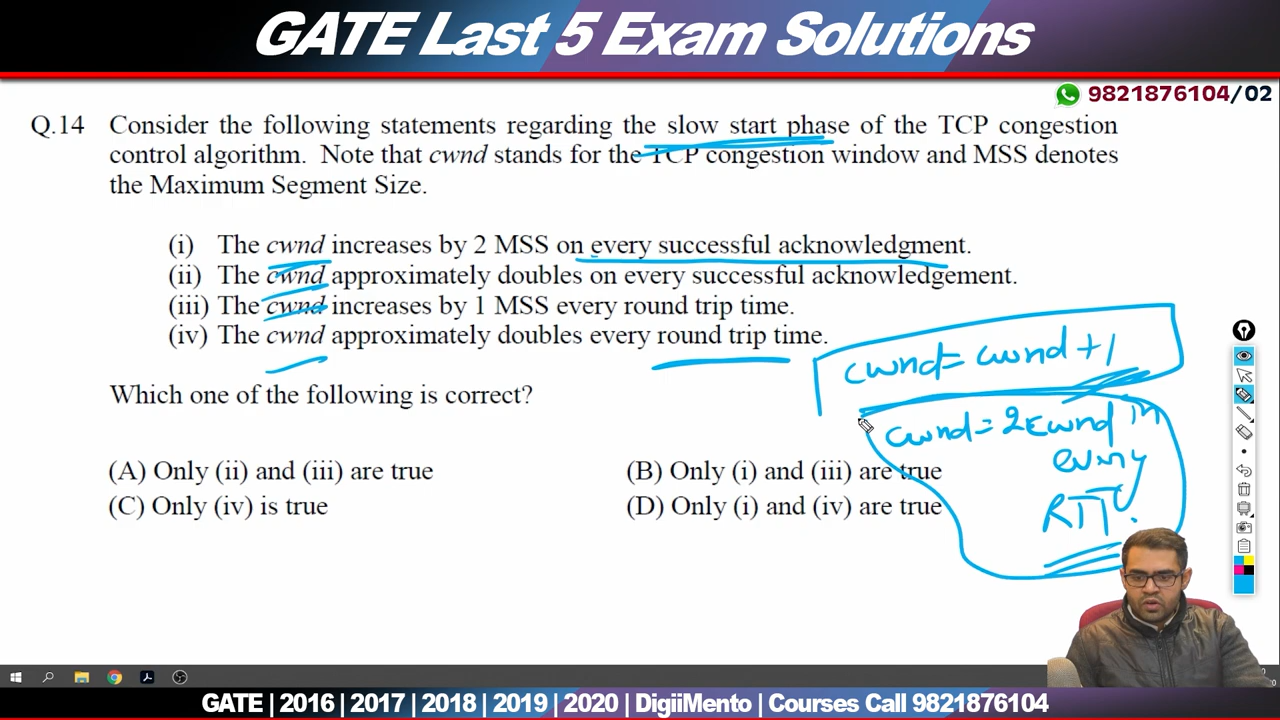 GATE Last 5 Exam Solutions
9821876104/02
Q.14 Consider the following statements regarding the slow start phase of the TCP congestion
control algorithm. Note that cwnd stands for the TCP congestion window and MSS denotes
the Maximum Segment Size.
(i) The cwnd increases by 2 MSS on every successful acknowledgment.
(ii) The cwnd approximately doubles on every successful acknowledgement.
(iii) The cwnd increases by 1 MSS every round trip time.
(iv) The cwnd approximately doubles every round trip time.
cwnd = cwnd + 1
Which one of the following is correct?
cwnd = 2 cwnd in
every
RTT.
(A) Only (ii) and (iii) are true
(B) Only (i) and (iii) are true
(C) Only (iv) is true
(D) Only (i) and (iv) are true
GATE | 2016 | 2017 | 2018 | 2019 | 2020 | DigiiMento | Courses Call 9821876104